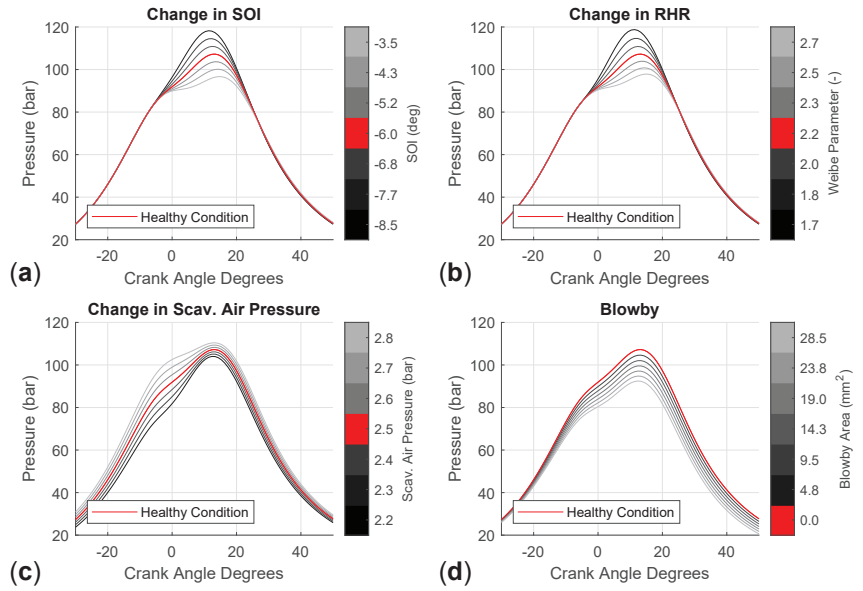 Change in SOI
120
100
80
60
40
20
Pressure (bar)
-20
0
20
40
Crank Angle Degrees
Healthy Condition
-3.5
-4.3
-5.2
-6.0
-6.8
-7.7
-8.5
SOI (deg)
(a)
Change in RHR
120
100
80
60
40
20
Pressure (bar)
-20
0
20
40
Crank Angle Degrees
Healthy Condition
2.7
2.5
2.3
2.2
2.0
1.8
1.7
Weibe Parameter (-)
(b)
Change in Scav. Air Pressure
120
100
80
60
40
20
Pressure (bar)
-20
0
20
40
Crank Angle Degrees
Healthy Condition
2.8
2.7
2.6
2.5
2.4
2.3
2.2
Scav. Air Pressure (bar)
(c)
Blowby
120
100
80
60
40
20
Pressure (bar)
-20
0
20
40
Crank Angle Degrees
Healthy Condition
28.5
23.8
19.0
14.3
9.5
4.8
0.0
Blowby Area (mm²)
(d)